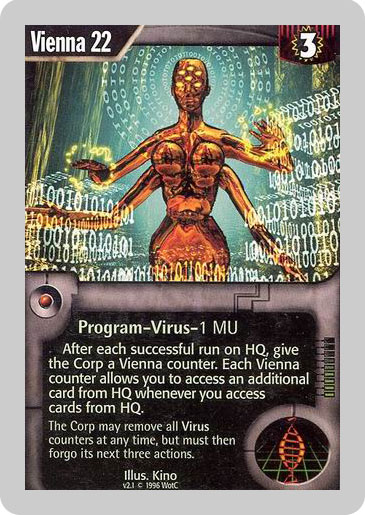 Vienna 22
3
Program-Virus-1 MU
After each successful run on HQ, give
the Corp a Vienna counter. Each Vienna
counter allows you to access an additional
card from HQ whenever you access
cards from HQ.
The Corp may remove all Virus
counters at any time, but must then
forgo its next three actions.
Illus. Kino
v2.1 © 1996 WotC